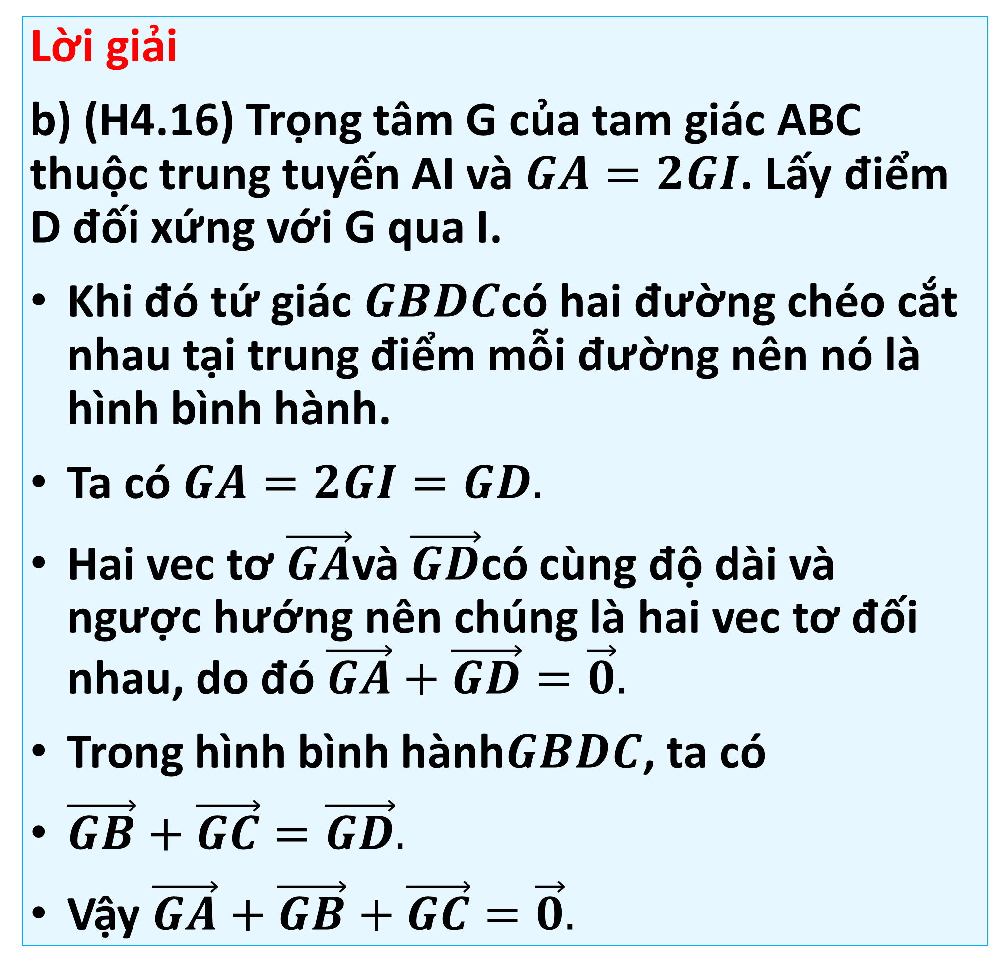 Lời giải
b) (H4.16) Trọng tâm G của tam giác ABC
thuộc trung tuyến AI và GA = 2GI. Lấy điểm
D đối xứng với G qua I.
• Khi đó tứ giác GBDC có hai đường chéo cắt
nhau tại trung điểm mỗi đường nên nó là
hình bình hành.
• Ta có GA = 2GI = GD.
• Hai vec tơ $\overrightarrow{GA}$ và $\overrightarrow{GD}$ có cùng độ dài và
ngược hướng nên chúng là hai vec tơ đối
nhau, do đó $\overrightarrow{GA} + \overrightarrow{GD} = \overrightarrow{0}$.
• Trong hình bình hành GBDC, ta có
• $\overrightarrow{GB} + \overrightarrow{GC} = \overrightarrow{GD}$.
• Vậy $\overrightarrow{GA} + \overrightarrow{GB} + \overrightarrow{GC} = \overrightarrow{0}$.